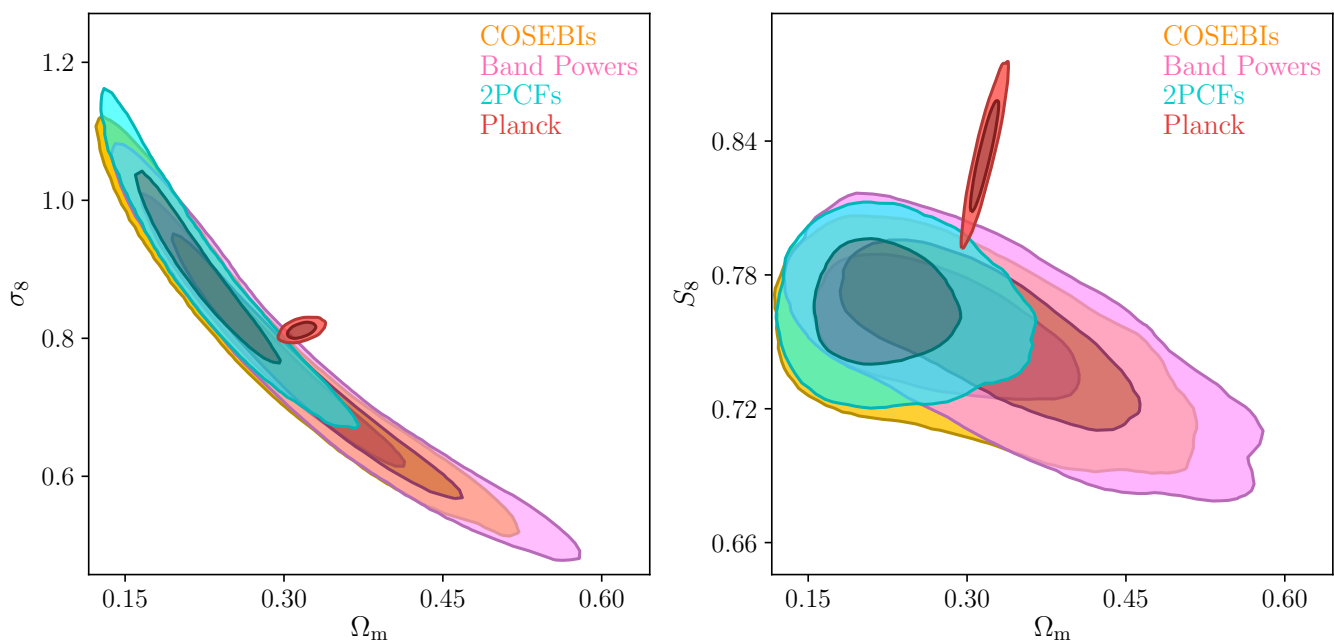 1.2
1.0
0.8
0.6
σ₈
0.15
0.30
0.45
0.60
Ωₘ
COSEBIs
Band Powers
2PCFs
Planck
0.84
0.78
0.72
0.66
S₈
0.15
0.30
0.45
0.60
Ωₘ
COSEBIs
Band Powers
2PCFs
Planck